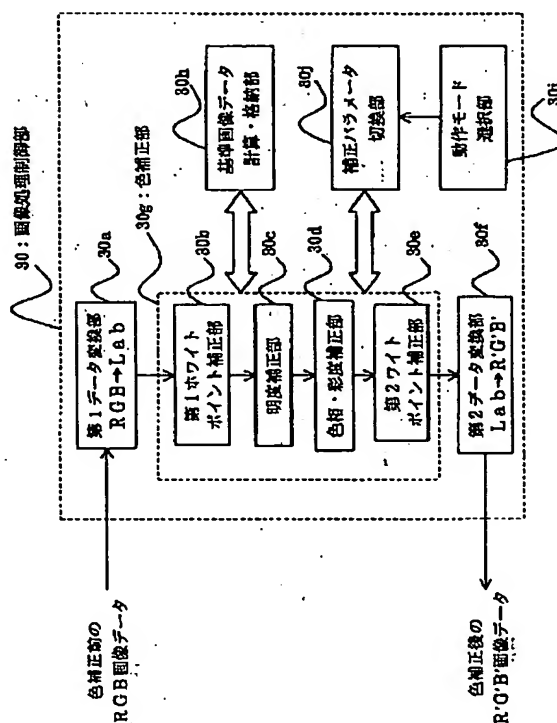 30：画像処理制御部
30a
第1データ変換部
RGB→Lab
色補正前の
RGB画像データ
30g：色補正部
30b
第1ホワイト
ポイント補正部
30c
明度補正部
30d
色相・彩度補正部
30e
第2ワイト
ポイント補正部
30f
第2データ変換部
Lab→R'G'B'
色補正後の
R'G'B'画像データ
30h
基準画像データ
計算・格納部
30j
補正パラメータ
切換部
動作モード
選択部
30i